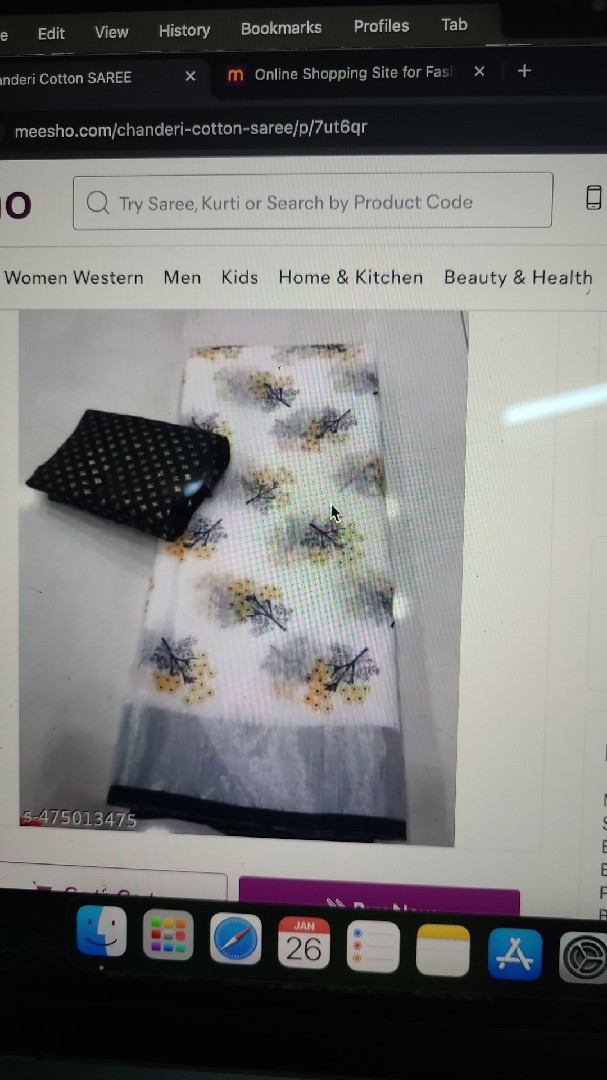 e Edit View History Bookmarks Profiles Tab
nderi Cotton SAREE × Online Shopping Site for Fas × +
meesho.com/chanderi-cotton-saree/p/7ut6qr
o
Try Saree, Kurti or Search by Product Code
Women Western Men Kids Home & Kitchen Beauty & Health
s-475013475
JAN
26